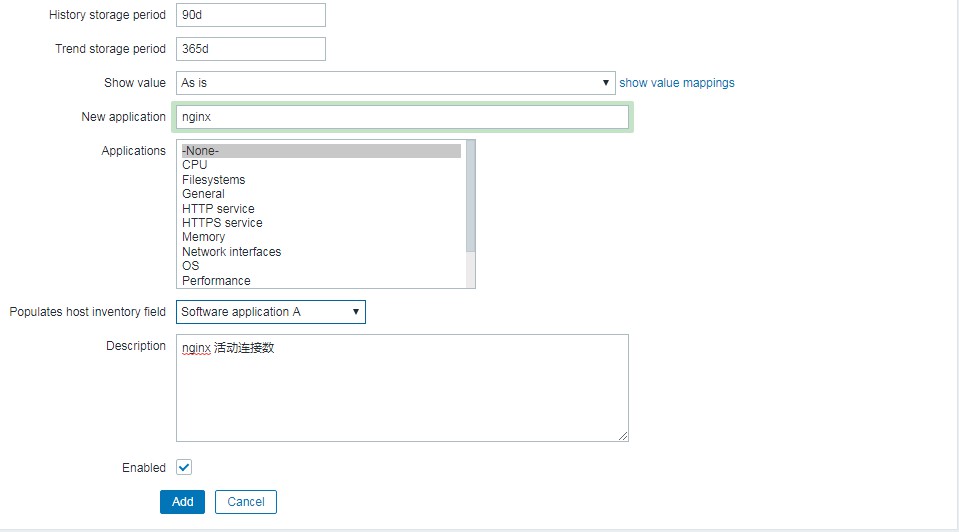 History storage period 90d
Trend storage period 365d
Show value As is show value mappings
New application nginx
Applications -None-
CPU
Filesystems
General
HTTP service
HTTPS service
Memory
Network interfaces
OS
Performance
Populates host inventory field Software application A
Description nginx 活动连接数
Enabled
Add Cancel